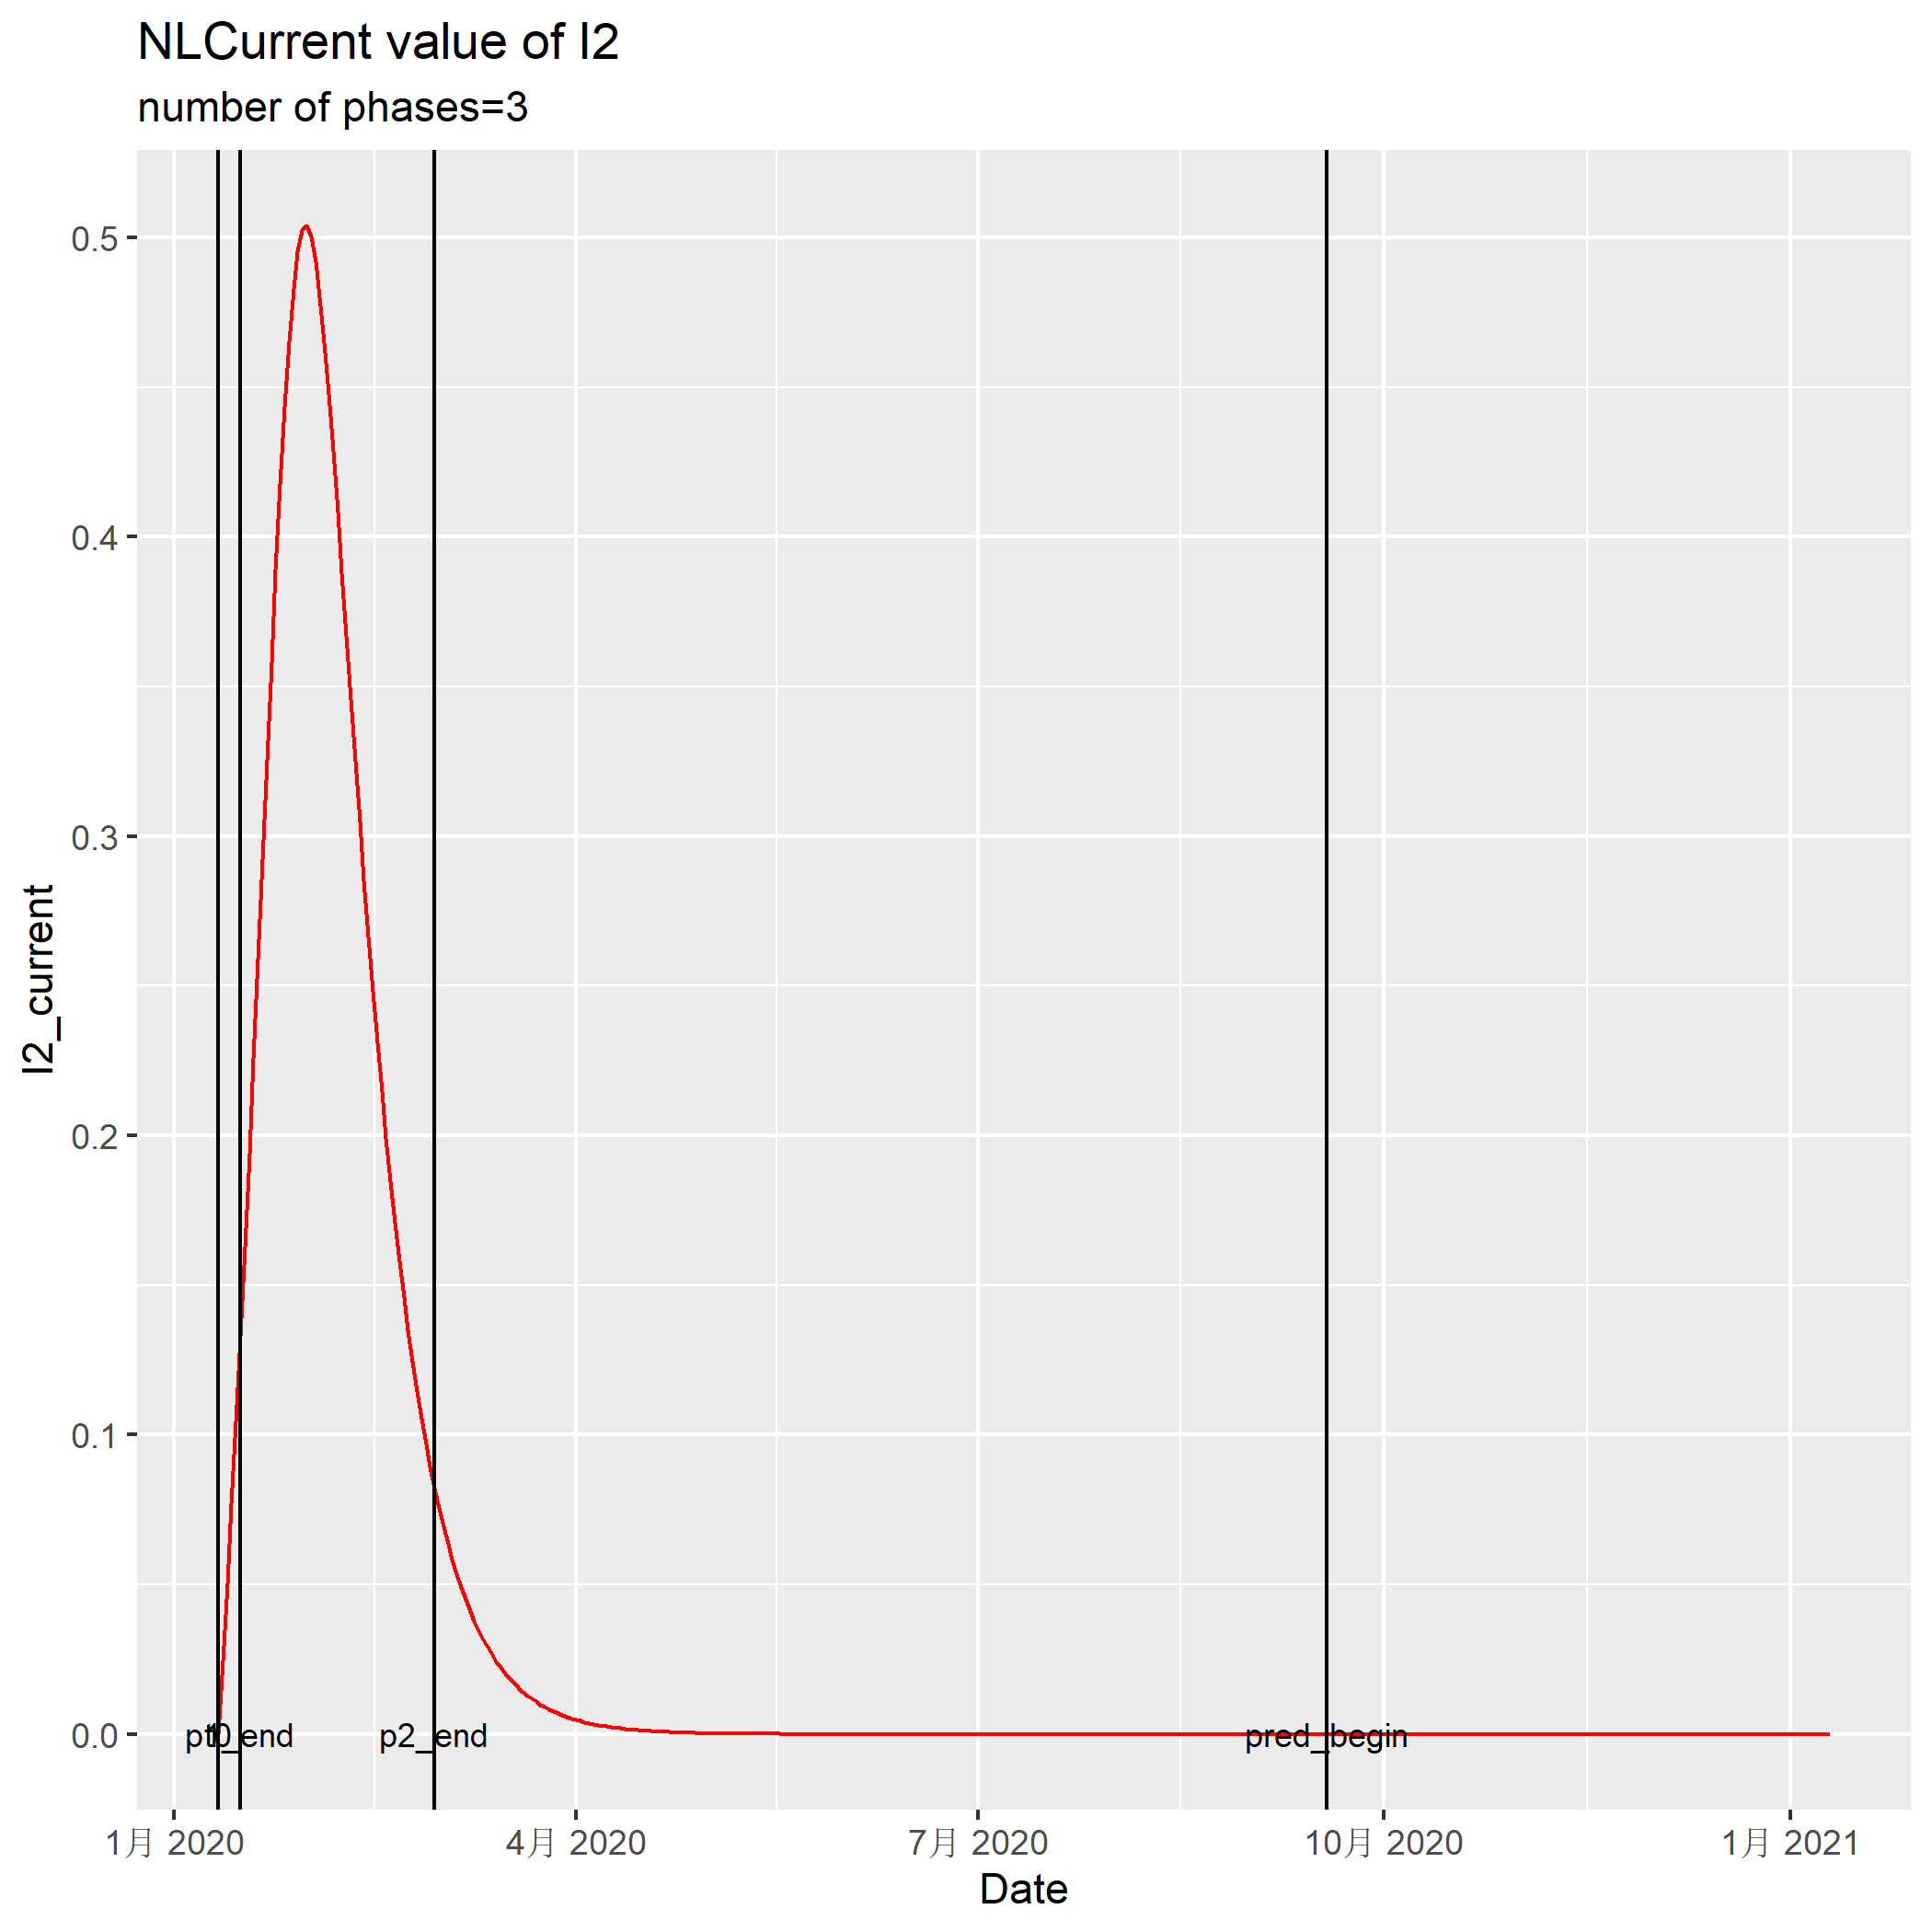 NLCurrent value of I2
number of phases=3
I2_current
0.5
0.4
0.3
0.2
0.1
0.0
p2_end
pred_begin
1月 2020
4月 2020
7月 2020
10月 2020
1月 2021
Date